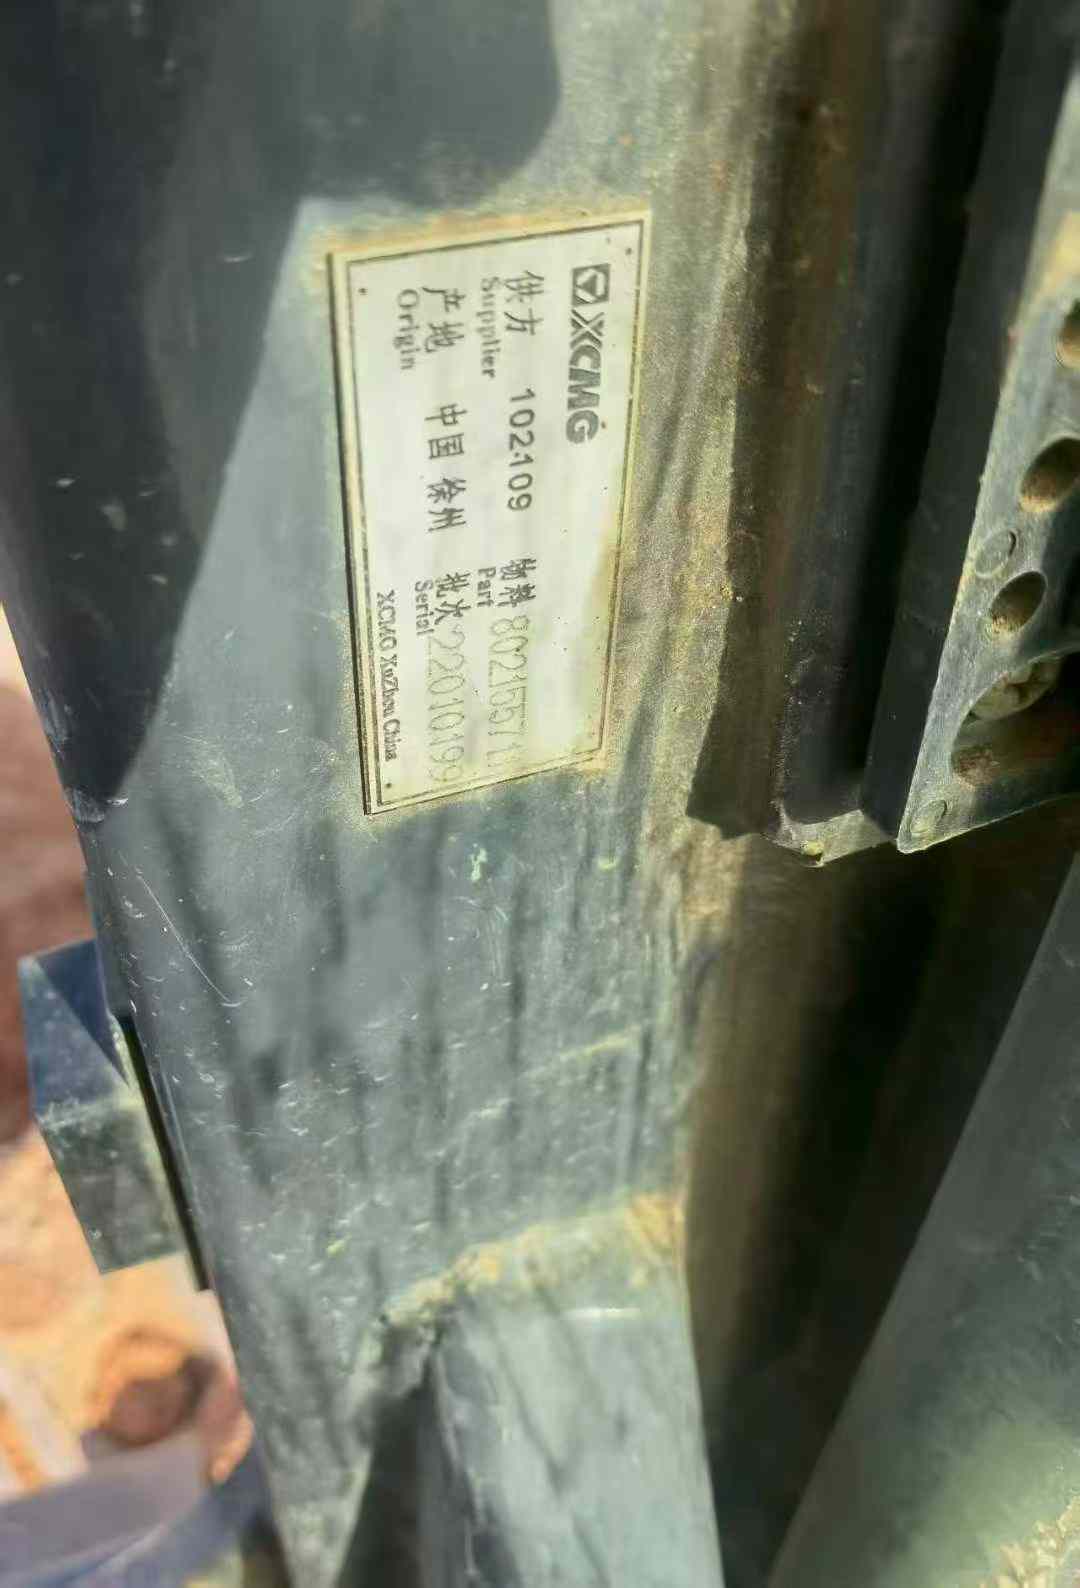 XCMG
供方 102109 物料 802155710
Supplier Part
产地 中国 徐州 批次 22010199
Origin Serial
XCMG XuZhou China